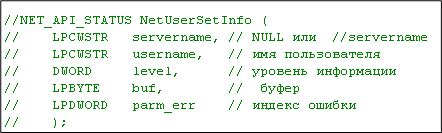 //NET_API_STATUS NetUserSetInfo (
//    LPCWSTR   servername, // NULL или  //servername
//    LPCWSTR   username,   // имя пользователя
//    DWORD     level,      // уровень информации
//    LPBYTE    buf,        //  буфер
//    LPDWORD   parm_err    // индекс ошибки
//    );